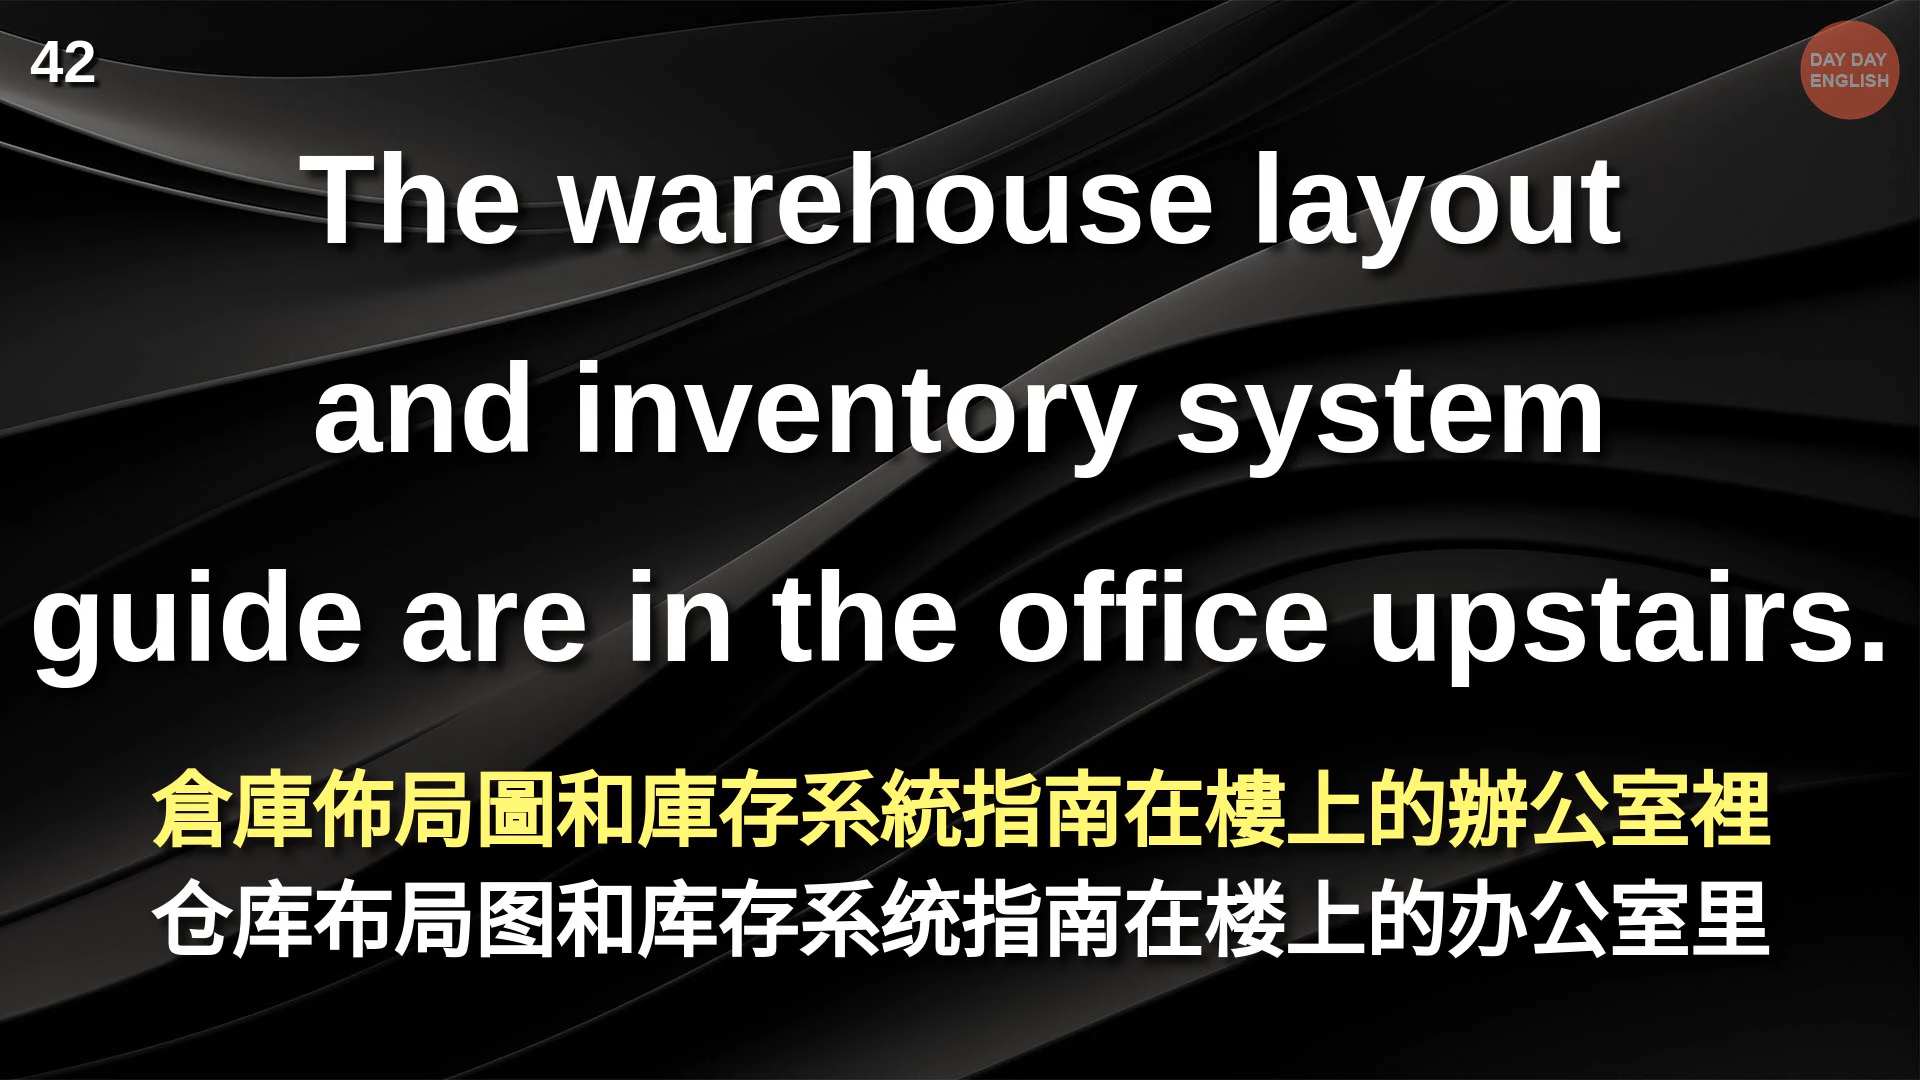 42
DAY DAY
ENGLISH
The warehouse layout
and inventory system
guide are in the office upstairs.
倉庫佈局圖和庫存系統指南在樓上的辦公室裡
仓库布局图和库存系统指南在楼上的办公室里